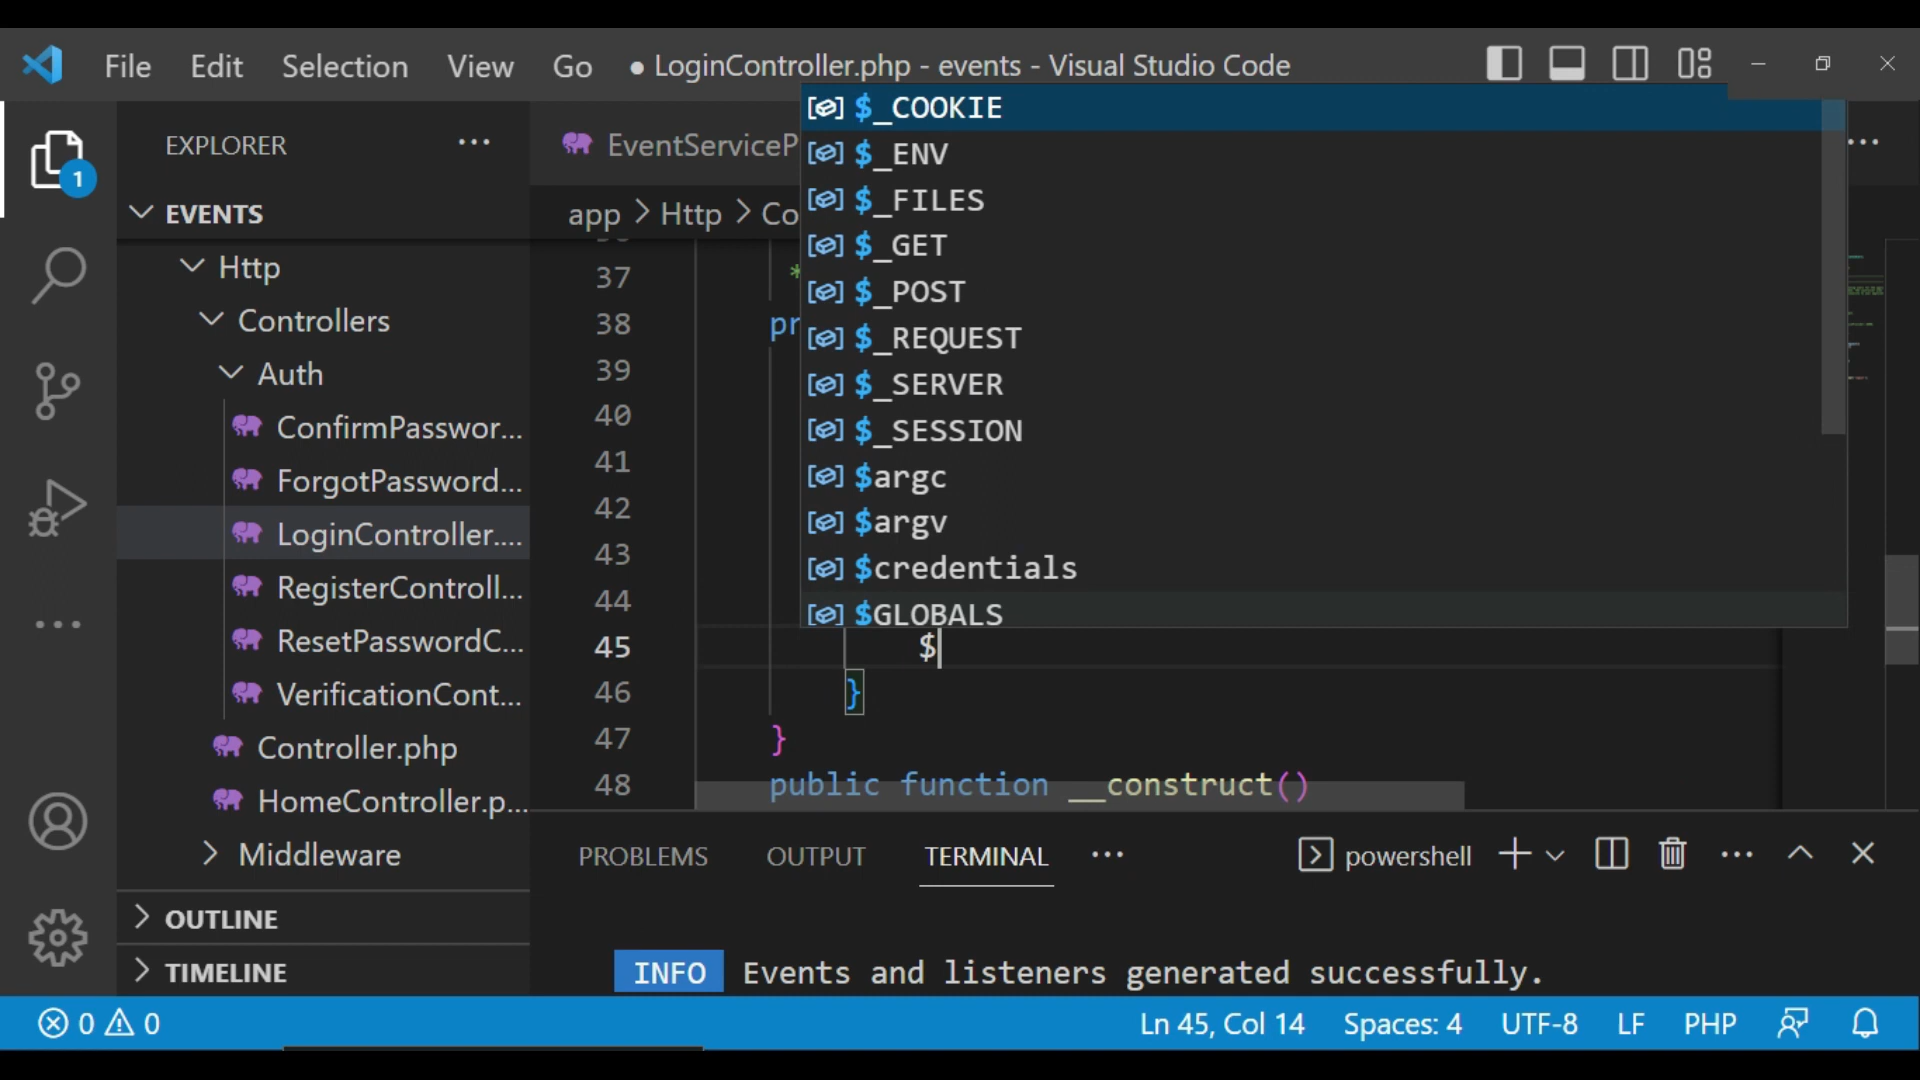 File Edit Selection View Go ● LoginController.php - events - Visual Studio Code
EXPLORER ...
1
EVENTS
Http
Controllers
Auth
ConfirmPasswor...
ForgotPassword...
LoginController....
RegisterControll...
ResetPasswordC...
VerificationCont...
Controller.php
HomeController.p...
Middleware
OUTLINE
TIMELINE
EventServiceP
app > Http > Co
$_COOKIE
$_ENV
$_FILES
$_GET
$_POST
$_REQUEST
$_SERVER
$_SESSION
$argc
$argv
$credentials
$GLOBALS
37 *
38 pr
39
40
41
42
43
44
45 $
46 }
47 }
48 public function __construct()
PROBLEMS OUTPUT TERMINAL ... powershell
INFO Events and listeners generated successfully.
0 0 Ln 45, Col 14 Spaces: 4 UTF-8 LF PHP